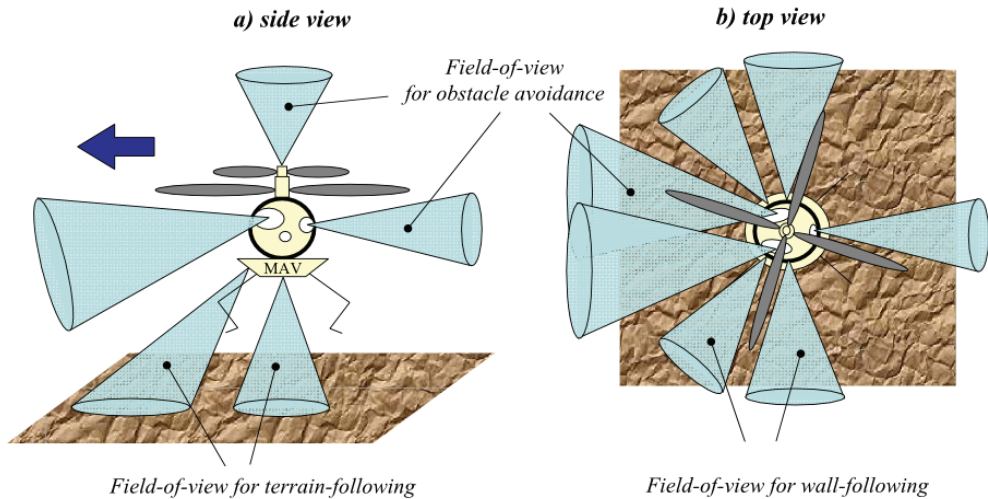 a) side view
b) top view
Field-of-view
for obstacle avoidance
MAV
Field-of-view for terrain-following
Field-of-view for wall-following